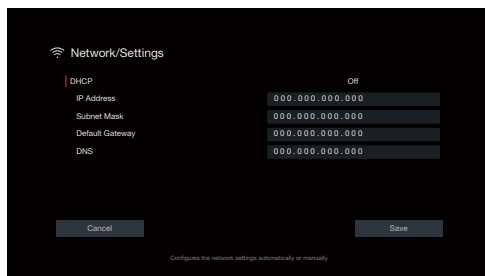 Network/Settings
DHCP Off
IP Address 000.000.000.000
Subnet Mask 000.000.000.000
Default Gateway 000.000.000.000
DNS 000.000.000.000
Cancel Save
Configures the network settings automatically or manually.